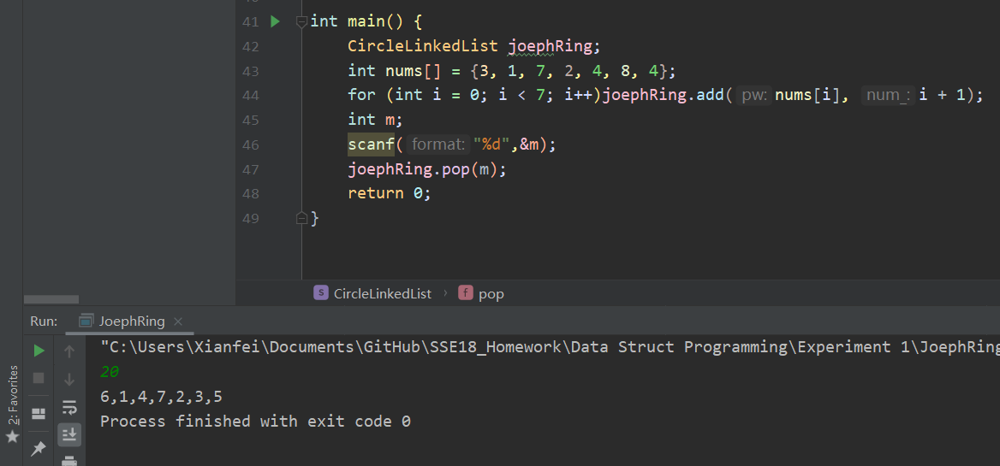 41 int main() {
42 CircleLinkedList joephRing;
43 int nums[] = {3, 1, 7, 2, 4, 8, 4};
44 for (int i = 0; i < 7; i++)joephRing.add( pw: nums[i], num_: i + 1);
45 int m;
46 scanf( format: "%d",&m);
47 joephRing.pop(m);
48 return 0;
49 }
S CircleLinkedList › f pop
Run: JoephRing ×
"C:\Users\Xianfei\Documents\GitHub\SSE18_Homework\Data Struct Programming\Experiment 1\JoephRing
20
6,1,4,7,2,3,5
Process finished with exit code 0
2: Favorites